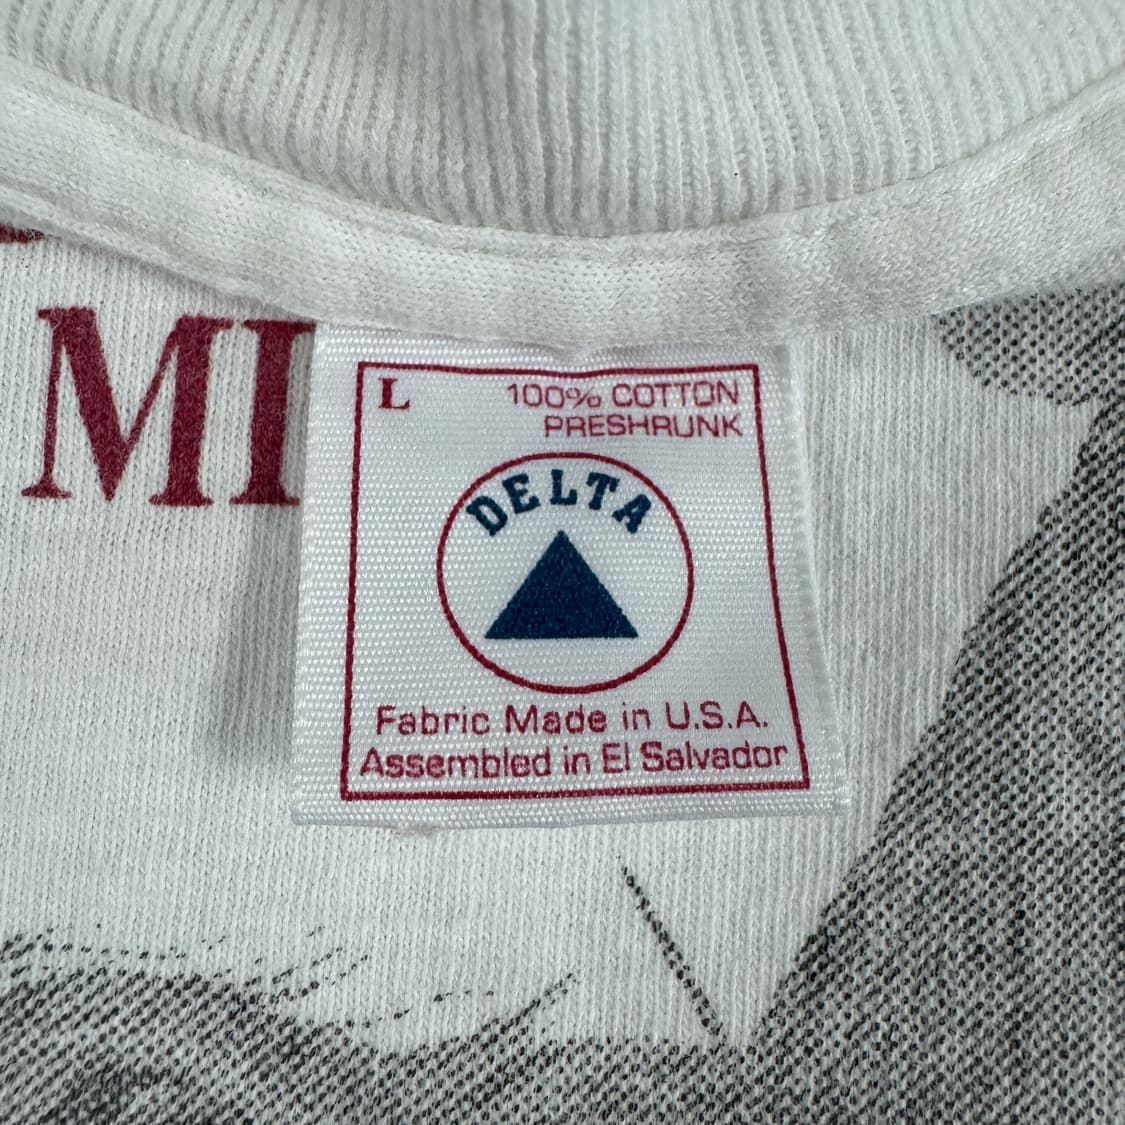 MI
L
100% COTTON
PRESHRUNK
DELTA
Fabric Made in U.S.A.
Assembled in El Salvador